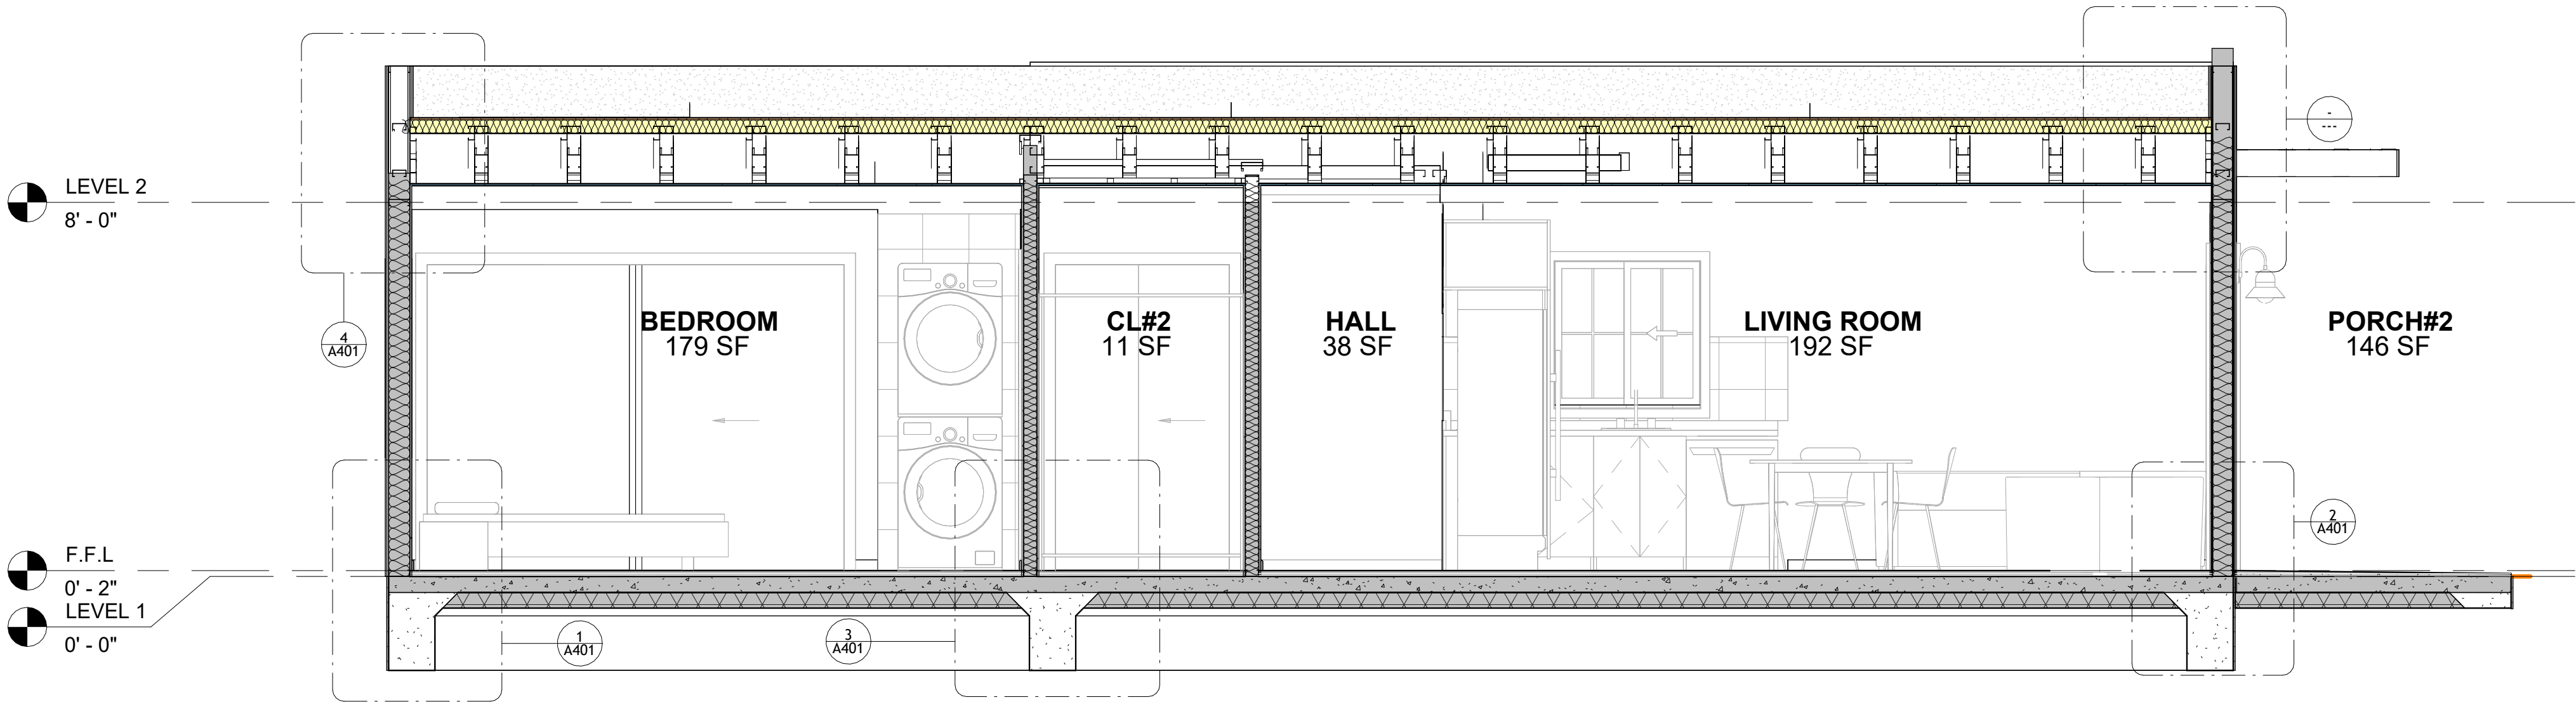 -
---
LEVEL 2
8' - 0"
BEDROOM
179 SF
CL#2
11 SF
HALL
38 SF
LIVING ROOM
192 SF
PORCH#2
146 SF
4
A401
2
A401
F.F.L
0' - 2"
LEVEL 1
0' - 0"
1
A401
3
A401